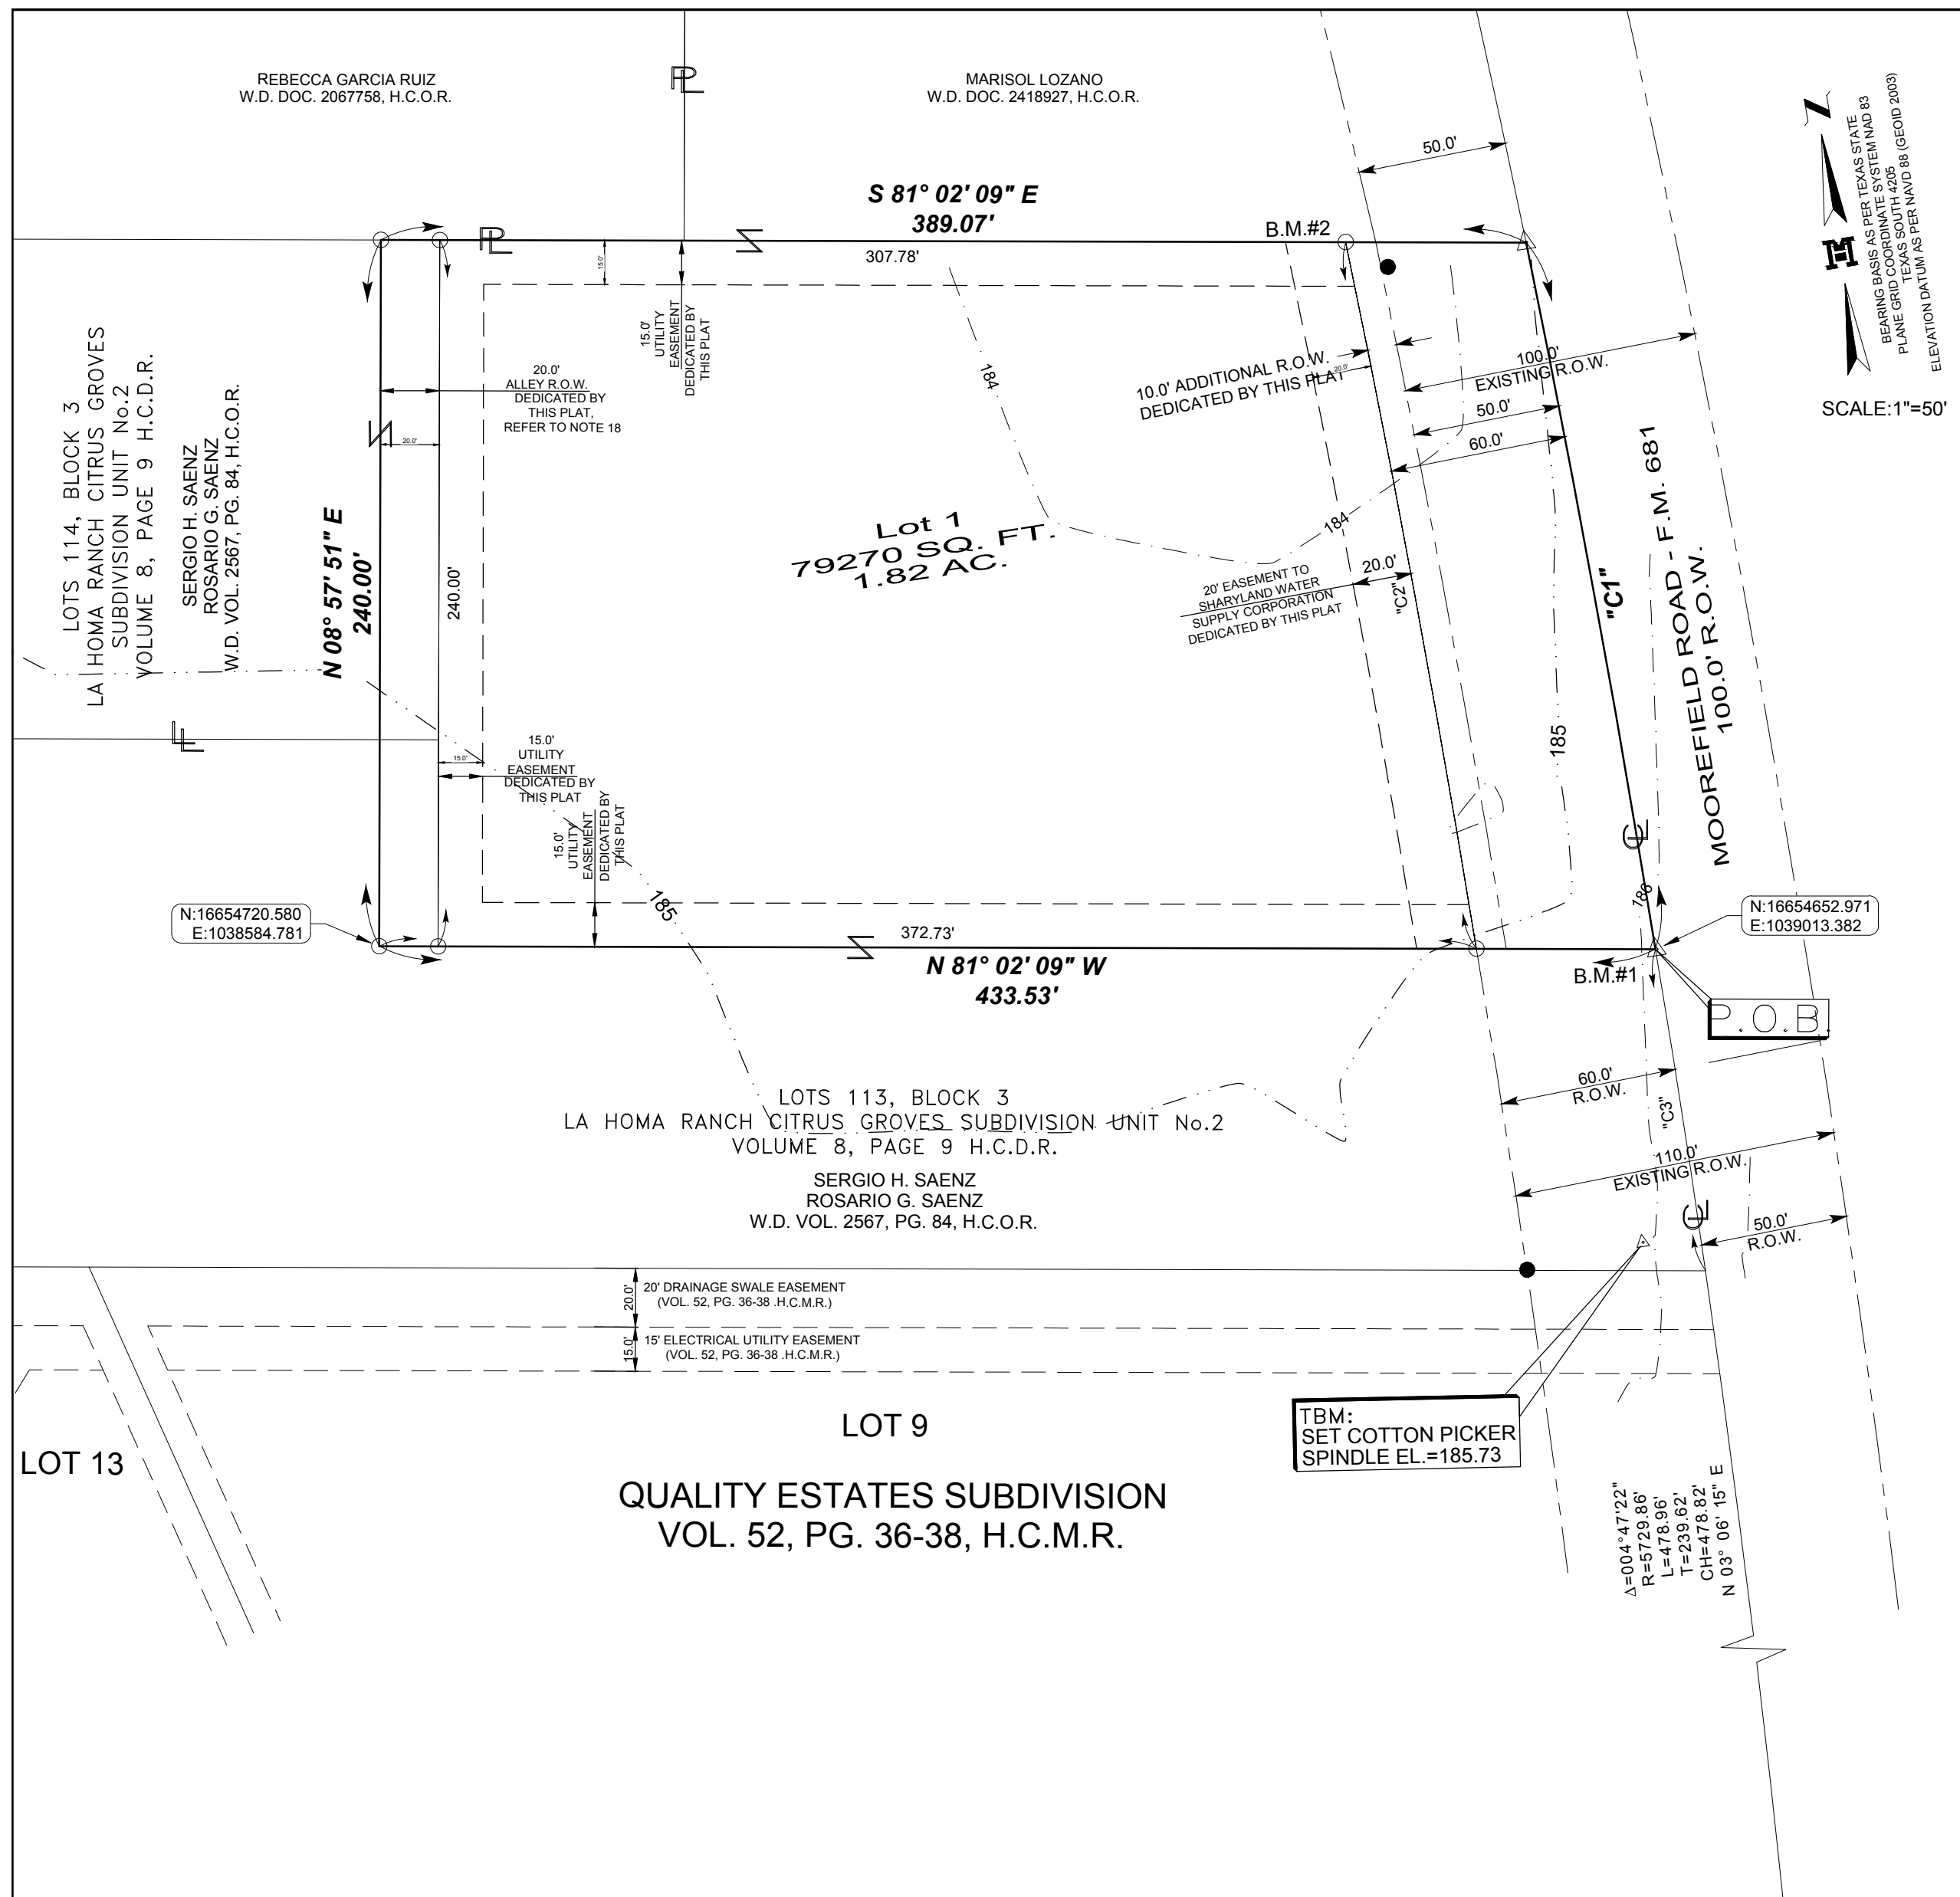 REBECCA GARCIA RUIZ
W.D. DOC. 2067758, H.C.O.R.
MARISOL LOZANO
W.D. DOC. 2418927, H.C.O.R.
BEARING BASIS AS PER TEXAS STATE
PLANE GRID COORDINATE SYSTEM NAD 83
TEXAS SOUTH 4205
ELEVATION DATUM AS PER NAVD 88 (GEOID 2003)
SCALE:1"=50'
50.0'
S 81° 02' 09" E
389.07'
B.M.#2
307.78'
15.0'
15.0'
UTILITY
EASEMENT
DEDICATED BY
THIS PLAT
20.0'
ALLEY R.O.W.
DEDICATED BY
THIS PLAT,
REFER TO NOTE 18
20.0'
184
10.0' ADDITIONAL R.O.W.
DEDICATED BY THIS PLAT
20.0'
100.0'
EXISTING R.O.W.
50.0'
60.0'
LOTS 114, BLOCK 3
LA HOMA RANCH CITRUS GROVES
SUBDIVISION UNIT No.2
VOLUME 8, PAGE 9 H.C.D.R.
SERGIO H. SAENZ
ROSARIO G. SAENZ
W.D. VOL. 2567, PG. 84, H.C.O.R.
N 08° 57' 51" E
240.00'
240.00'
Lot 1
79270 SQ. FT.
1.82 AC.
184
20' EASEMENT TO
SHARYLAND WATER
SUPPLY CORPORATION
DEDICATED BY THIS PLAT
20.0'
"C2"
"C1"
MOOREFIELD ROAD - F.M. 681
100.0' R.O.W.
185
15.0'
15.0'
UTILITY
EASEMENT
DEDICATED BY
THIS PLAT
15.0'
UTILITY
EASEMENT
DEDICATED BY
THIS PLAT
185
186
N:16654720.580
E:1038584.781
N:16654652.971
E:1039013.382
372.73'
N 81° 02' 09" W
433.53'
B.M.#1
P.O.B.
LOTS 113, BLOCK 3
LA HOMA RANCH CITRUS GROVES SUBDIVISION UNIT No.2
VOLUME 8, PAGE 9 H.C.D.R.
SERGIO H. SAENZ
ROSARIO G. SAENZ
W.D. VOL. 2567, PG. 84, H.C.O.R.
60.0'
R.O.W.
"C3"
110.0'
EXISTING R.O.W.
50.0'
R.O.W.
20.0'
20' DRAINAGE SWALE EASEMENT
(VOL. 52, PG. 36-38 .H.C.M.R.)
15.0'
15' ELECTRICAL UTILITY EASEMENT
(VOL. 52, PG. 36-38 .H.C.M.R.)
TBM:
SET COTTON PICKER
SPINDLE EL.=185.73
LOT 9
LOT 13
QUALITY ESTATES SUBDIVISION
VOL. 52, PG. 36-38, H.C.M.R.
Δ=004°47'22"
R=5729.86'
L=478.96'
T=239.62'
CH=478.82'
N 03° 06' 15" E